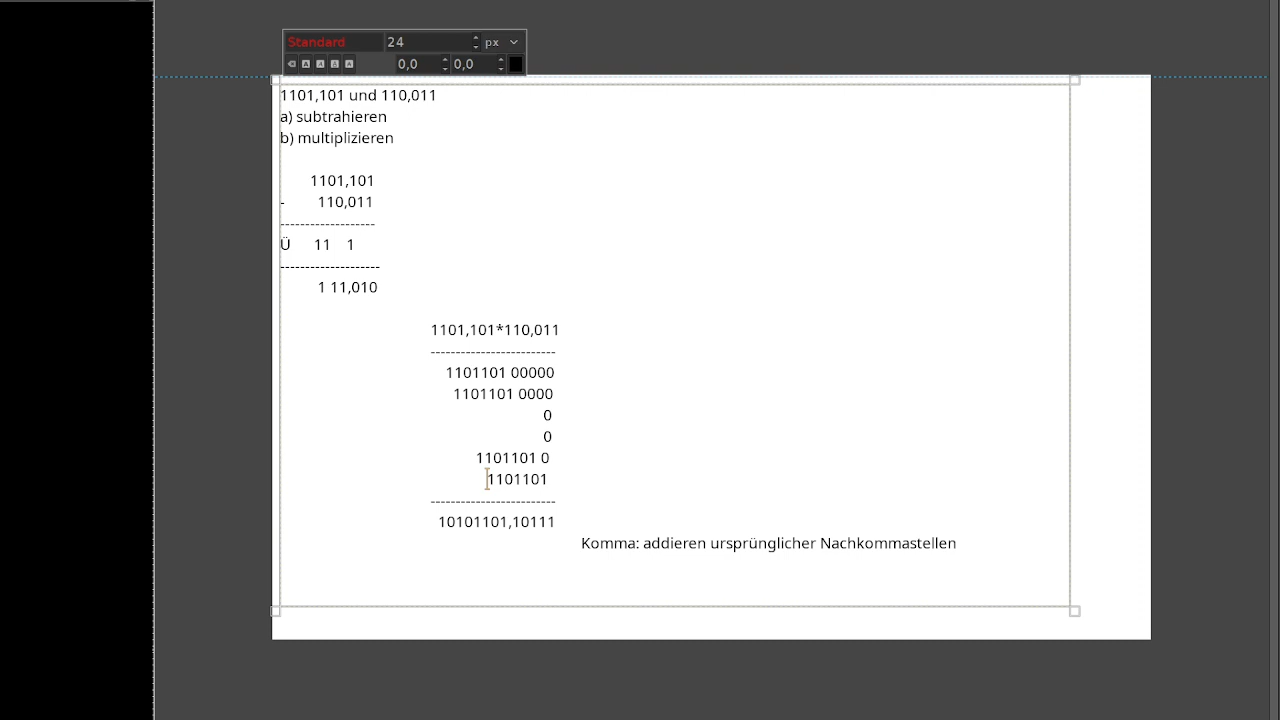 Standard 24 px
0,0 0,0
1101,101 und 110,011
a) subtrahieren
b) multiplizieren
1101,101
- 110,011
-------------------
Ü 11 1
--------------------
1 11,010
1101,101*110,011
-------------------------
1101101 00000
1101101 0000
0
0
1101101 0
1101101
-------------------------
10101101,10111
Komma: addieren ursprünglicher Nachkommastellen